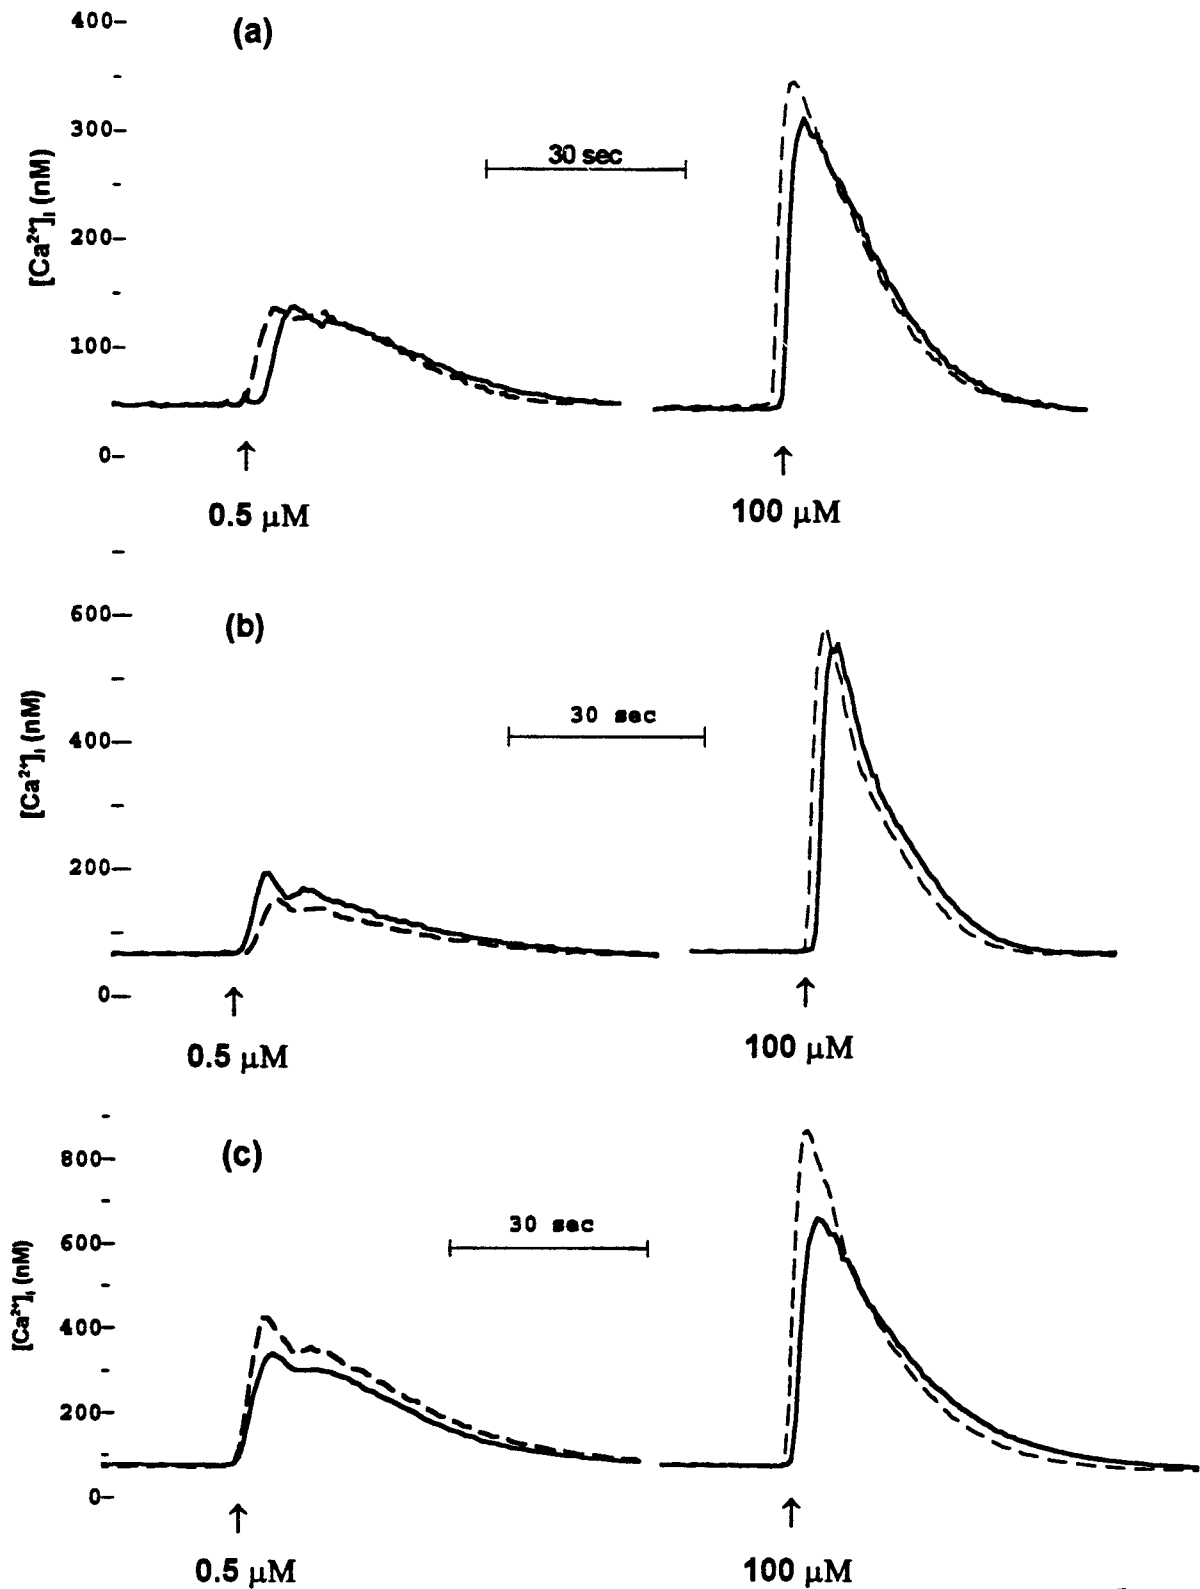 400–
(a)
300–
30 sec
[Ca²⁺]ᵢ (nM)
200–
100–
0–
0.5 µM
100 µM
600–
(b)
30 sec
400–
[Ca²⁺]ᵢ (nM)
200–
0–
0.5 µM
100 µM
(c)
800–
30 sec
600–
[Ca²⁺]ᵢ (nM)
400–
200–
0–
0.5 µM
100 µM